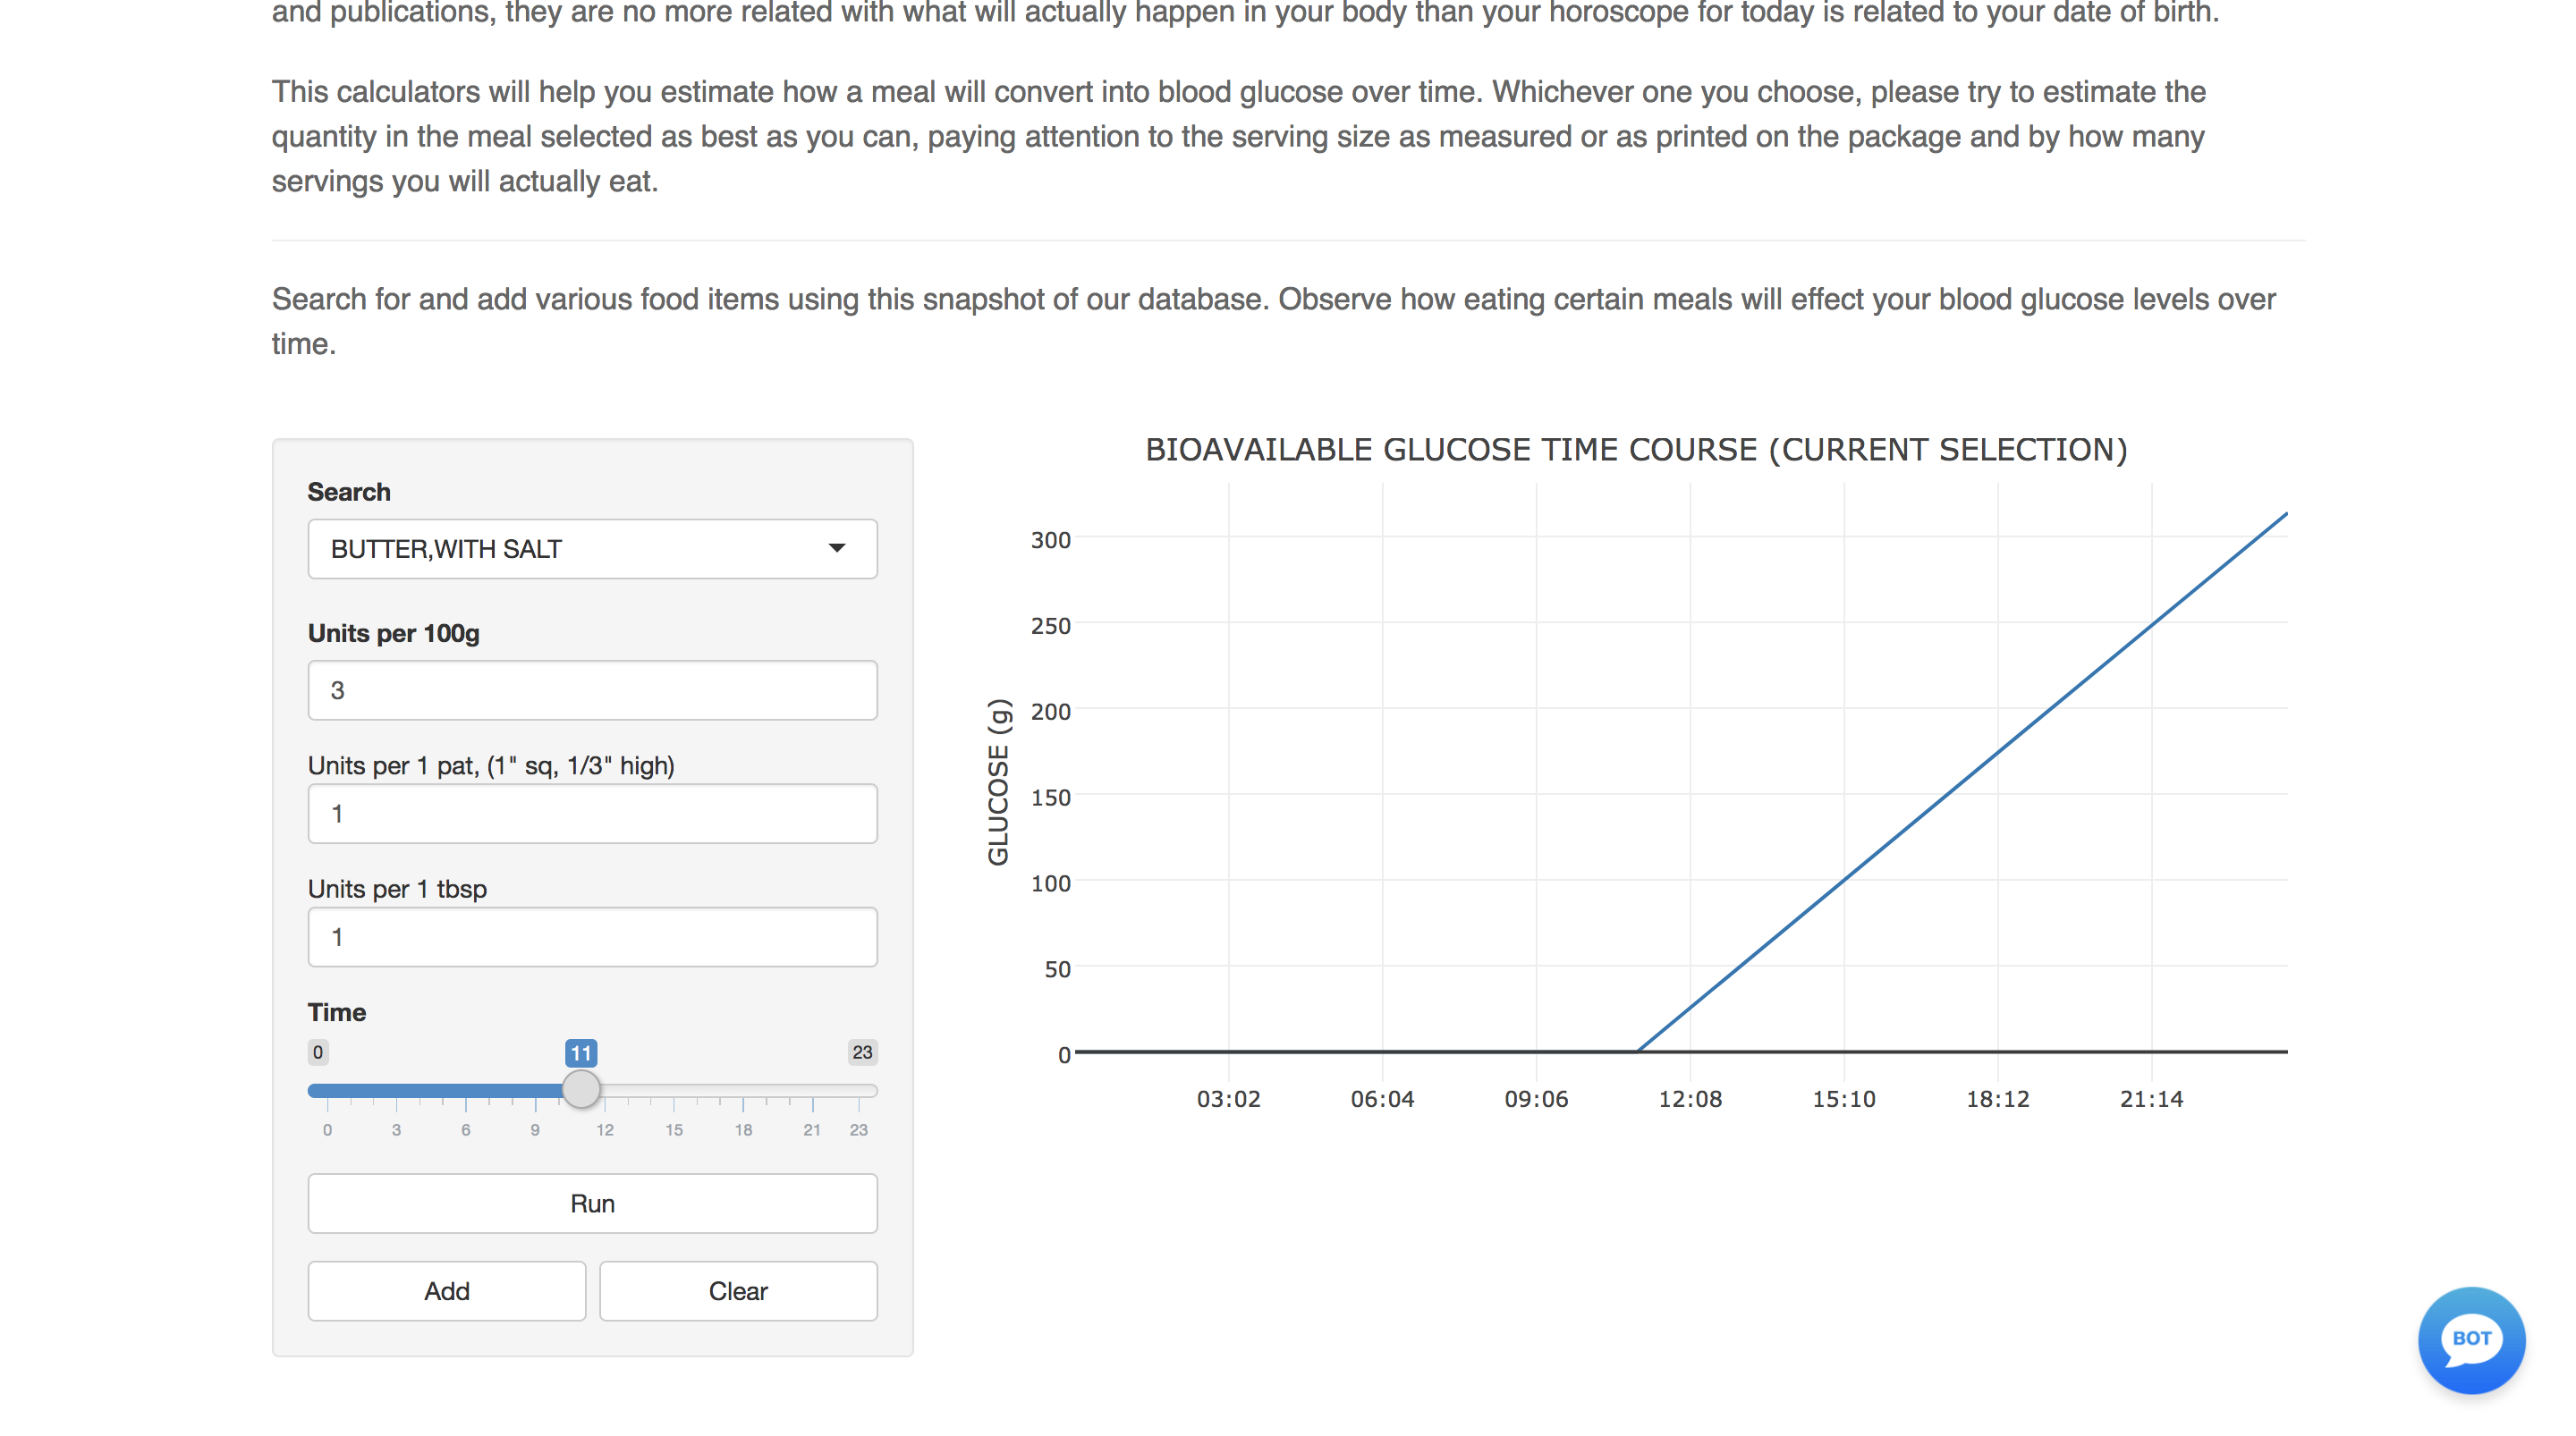 and publications, they are no more related with what will actually happen in your body than your horoscope for today is related to your date of birth.
This calculators will help you estimate how a meal will convert into blood glucose over time. Whichever one you choose, please try to estimate the
quantity in the meal selected as best as you can, paying attention to the serving size as measured or as printed on the package and by how many
servings you will actually eat.
Search for and add various food items using this snapshot of our database. Observe how eating certain meals will effect your blood glucose levels over
time.
Search
BUTTER,WITH SALT
Units per 100g
3
Units per 1 pat, (1" sq, 1/3" high)
1
Units per 1 tbsp
1
Time
0 11 23
0 3 6 9 12 15 18 21 23
Run
Add Clear
BIOAVAILABLE GLUCOSE TIME COURSE (CURRENT SELECTION)
GLUCOSE (g)
300
250
200
150
100
50
0
03:02 06:04 09:06 12:08 15:10 18:12 21:14
BOT